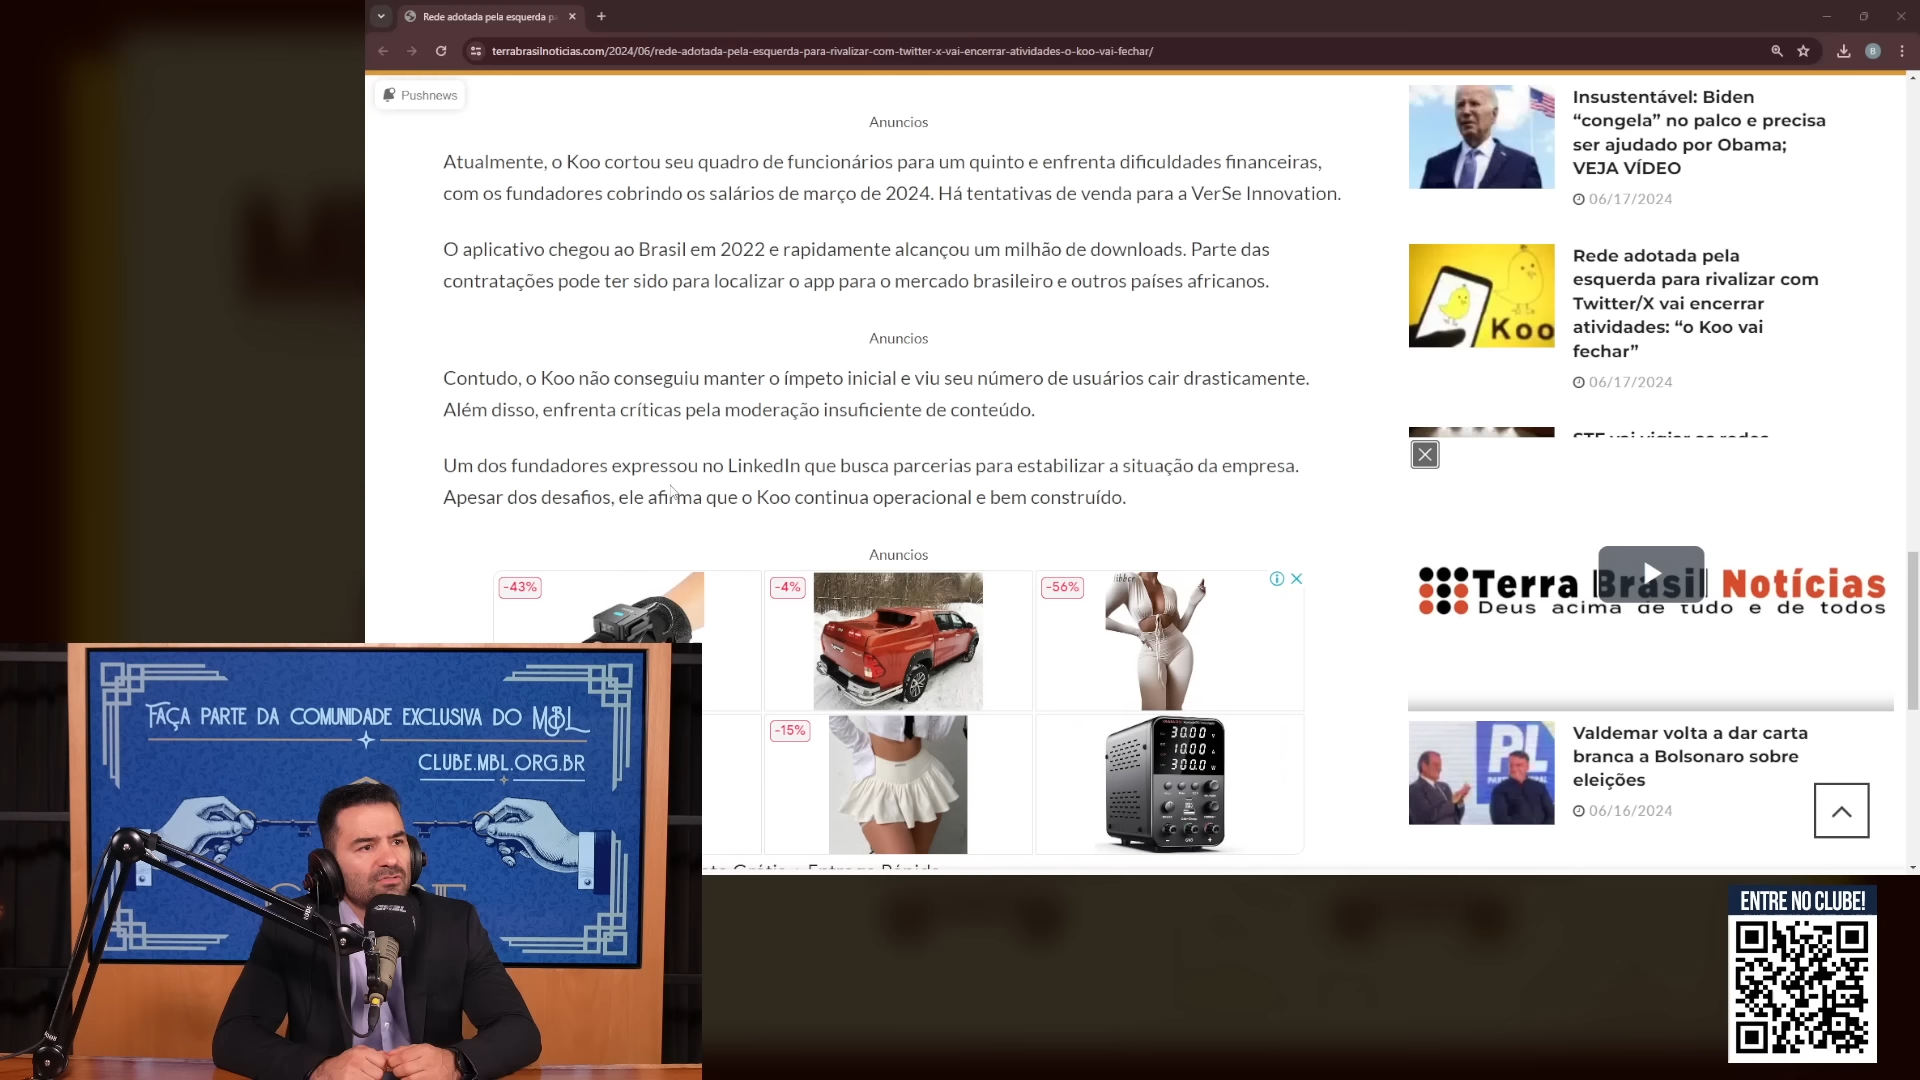 Rede adotada pela esquerda pa
terrabrasilnoticias.com/2024/06/rede-adotada-pela-esquerda-para-rivalizar-com-twitter-x-vai-encerrar-atividades-o-koo-vai-fechar/
B
Pushnews
Anuncios
Atualmente, o Koo cortou seu quadro de funcionários para um quinto e enfrenta dificuldades financeiras,
com os fundadores cobrindo os salários de março de 2024. Há tentativas de venda para a VerSe Innovation.
O aplicativo chegou ao Brasil em 2022 e rapidamente alcançou um milhão de downloads. Parte das
contratações pode ter sido para localizar o app para o mercado brasileiro e outros países africanos.
Anuncios
Contudo, o Koo não conseguiu manter o ímpeto inicial e viu seu número de usuários cair drasticamente.
Além disso, enfrenta críticas pela moderação insuficiente de conteúdo.
Um dos fundadores expressou no LinkedIn que busca parcerias para estabilizar a situação da empresa.
Apesar dos desafios, ele afirma que o Koo continua operacional e bem construído.
Anuncios
-43%
-4%
-56%
-15%
30.00
10.00
300.0
Insustentável: Biden
“congela” no palco e precisa
ser ajudado por Obama;
VEJA VÍDEO
06/17/2024
Koo
Rede adotada pela
esquerda para rivalizar com
Twitter/X vai encerrar
atividades: “o Koo vai
fechar”
06/17/2024
Terra Brasil Notícias
Deus acima de tudo e de todos
PL
Valdemar volta a dar carta
branca a Bolsonaro sobre
eleições
06/16/2024
FAÇA PARTE DA COMUNIDADE EXCLUSIVA DO MBL
CLUBE.MBL.ORG.BR
MBL
ENTRE NO CLUBE!